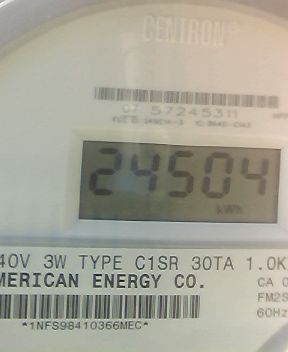 CENTRON®
07 57245311
24504
kWh
40V 3W TYPE C1SR 30TA 1.0K
MERICAN ENERGY CO.
CA 0
FM2S
60Hz
*1NFS98410366MEC*